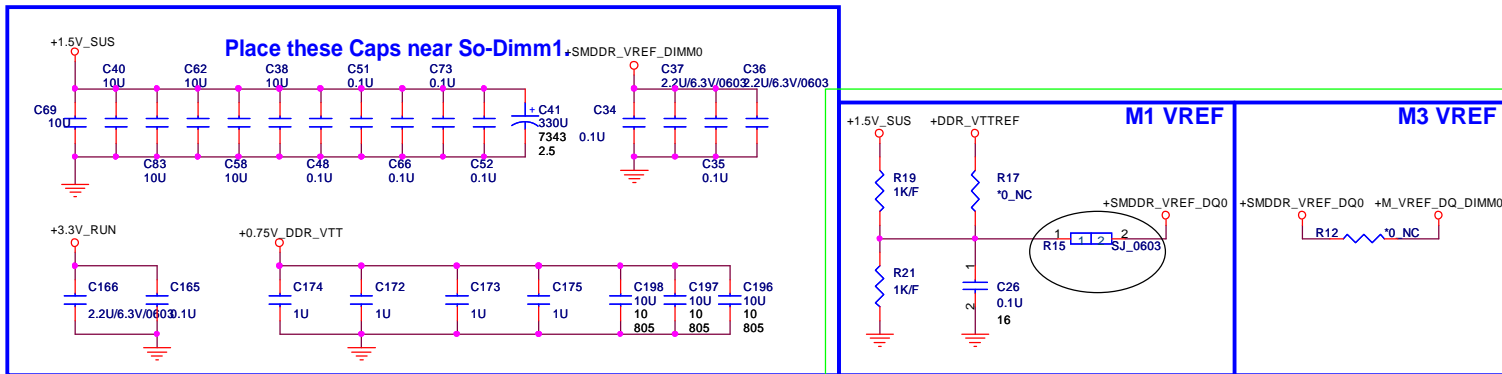 Place these Caps near So-Dimm1.
+1.5V_SUS
+SMDDR_VREF_DIMM0
C40
10U
C62
10U
C38
10U
C51
0.1U
C73
0.1U
C37
2.2U/6.3V/0603
C36
2.2U/6.3V/0603
C69
10U
C41
+
330U
7343
2.5
C34
0.1U
C83
10U
C58
10U
C48
0.1U
C66
0.1U
C52
0.1U
C35
0.1U
+3.3V_RUN
+0.75V_DDR_VTT
C166
2.2U/6.3V/0603
C165
0.1U
C174
1U
C172
1U
C173
1U
C175
1U
C198
10U
10
805
C197
10U
10
805
C196
10U
10
805
M1 VREF
+1.5V_SUS
+DDR_VTTREF
R19
1K/F
R17
*0_NC
+SMDDR_VREF_DQ0
1
1
2
2
R15
SJ_0603
R21
1K/F
1
C26
0.1U
2
16
M3 VREF
+SMDDR_VREF_DQ0
+M_VREF_DQ_DIMM0
R12
*0_NC